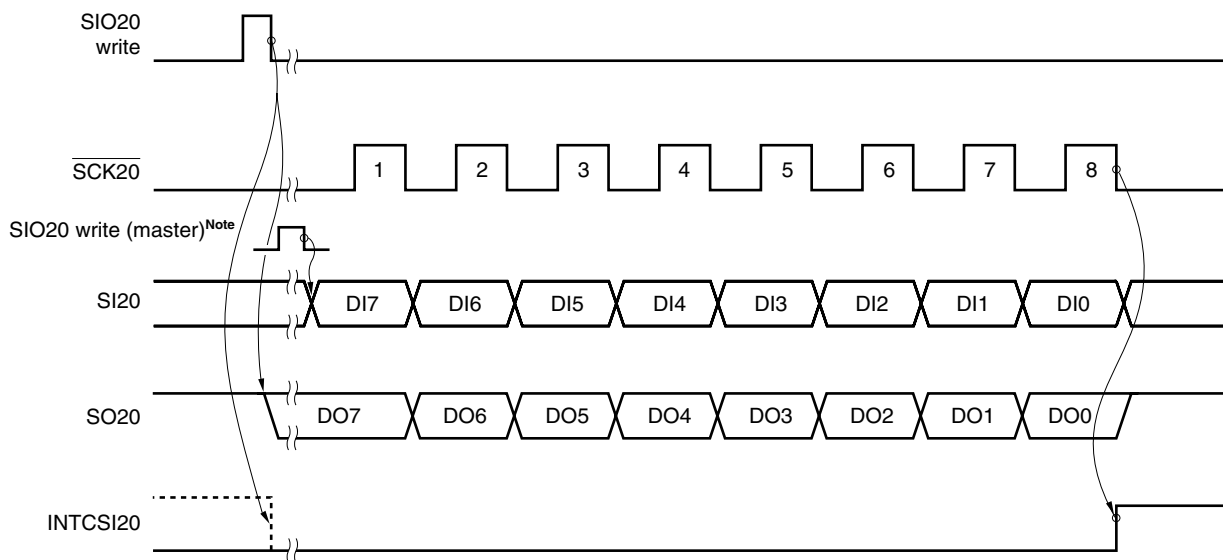 SIO20
write
SCK20
1 2 3 4 5 6 7 8
SIO20 write (master)Note
SI20
DI7 DI6 DI5 DI4 DI3 DI2 DI1 DI0
SO20
DO7 DO6 DO5 DO4 DO3 DO2 DO1 DO0
INTCSI20